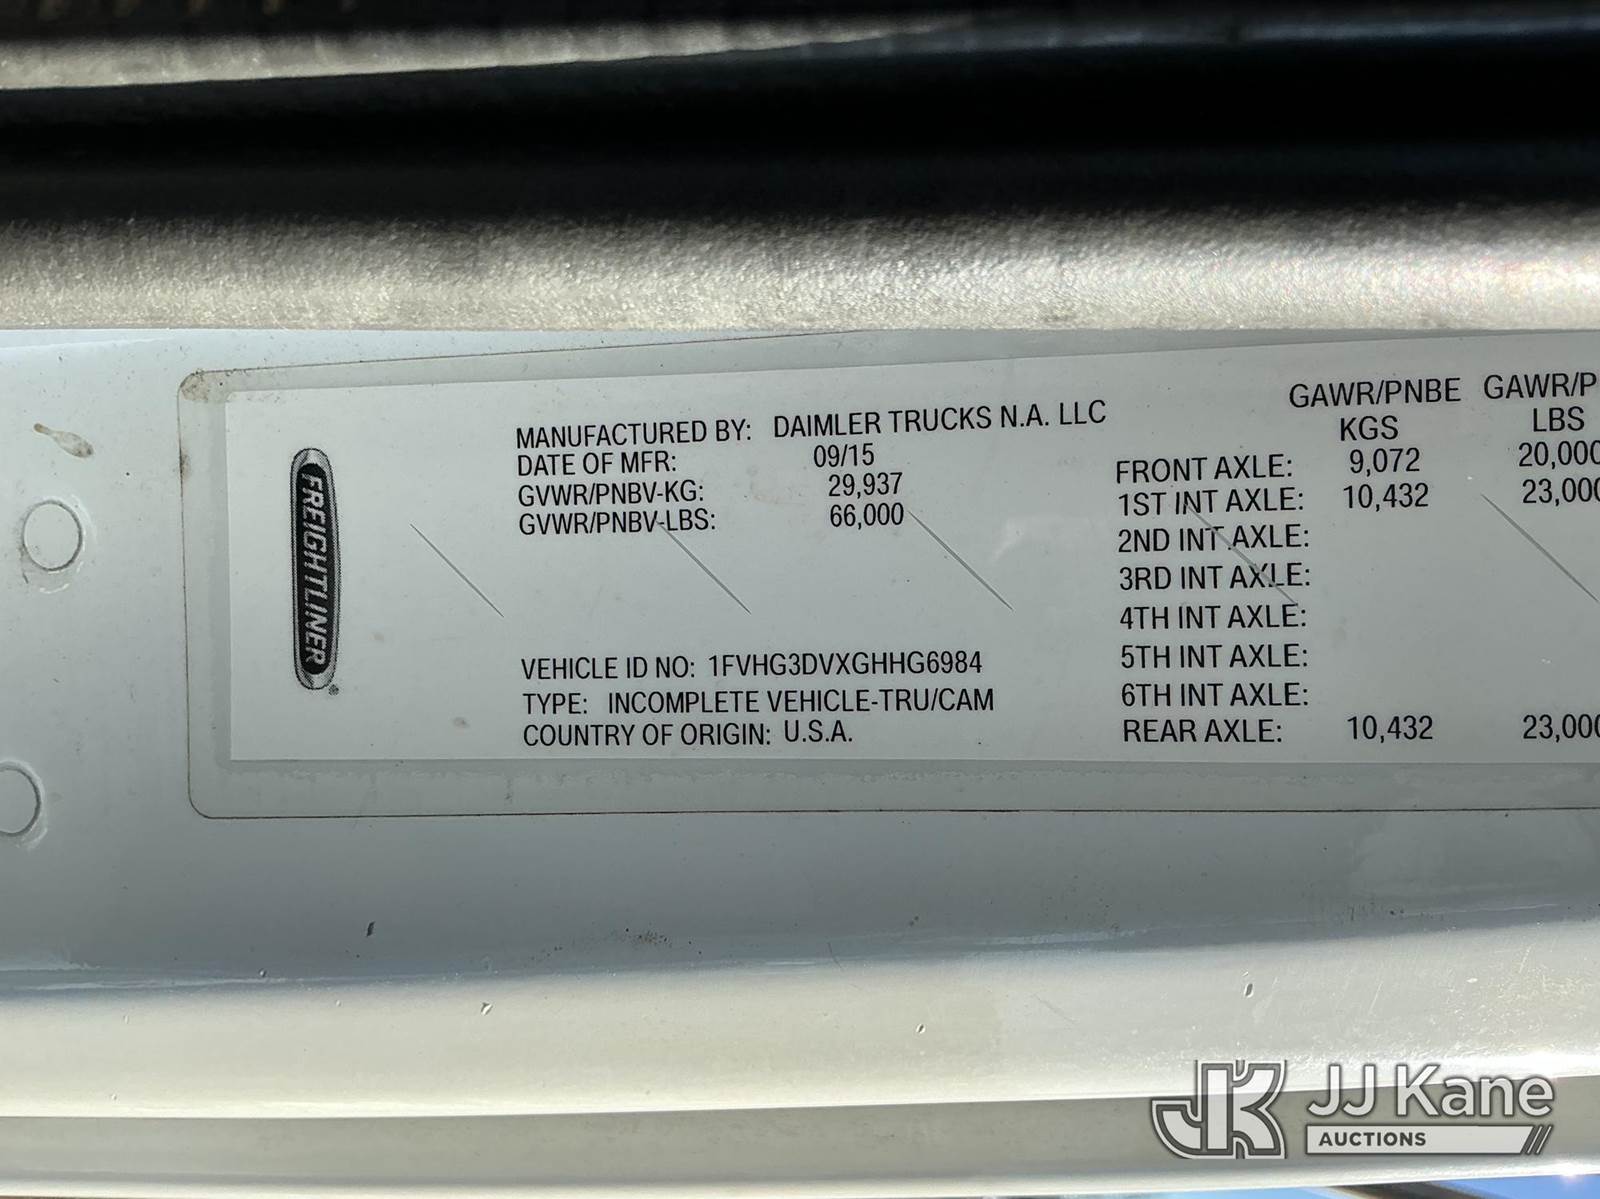 FREIGHTLINER
MANUFACTURED BY: DAIMLER TRUCKS N.A. LLC
DATE OF MFR: 09/15
GVWR/PNBV-KG: 29,937
GVWR/PNBV-LBS: 66,000
VEHICLE ID NO: 1FVHG3DVXGHHG6984
TYPE: INCOMPLETE VEHICLE-TRU/CAM
COUNTRY OF ORIGIN: U.S.A.
GAWR/PNBE GAWR/P
KGS LBS
FRONT AXLE: 9,072 20,000
1ST INT AXLE: 10,432 23,000
2ND INT AXLE:
3RD INT AXLE:
4TH INT AXLE:
5TH INT AXLE:
6TH INT AXLE:
REAR AXLE: 10,432 23,000
JK JJ Kane
AUCTIONS